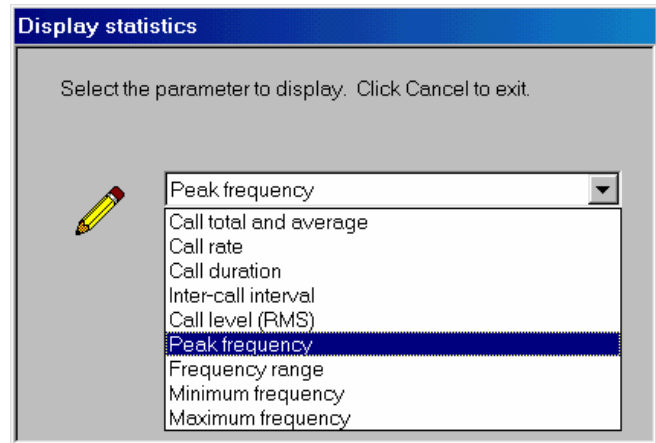 Display statistics
Select the parameter to display. Click Cancel to exit.
Peak frequency
Call total and average
Call rate
Call duration
Inter-call interval
Call level (RMS)
Peak frequency
Frequency range
Minimum frequency
Maximum frequency